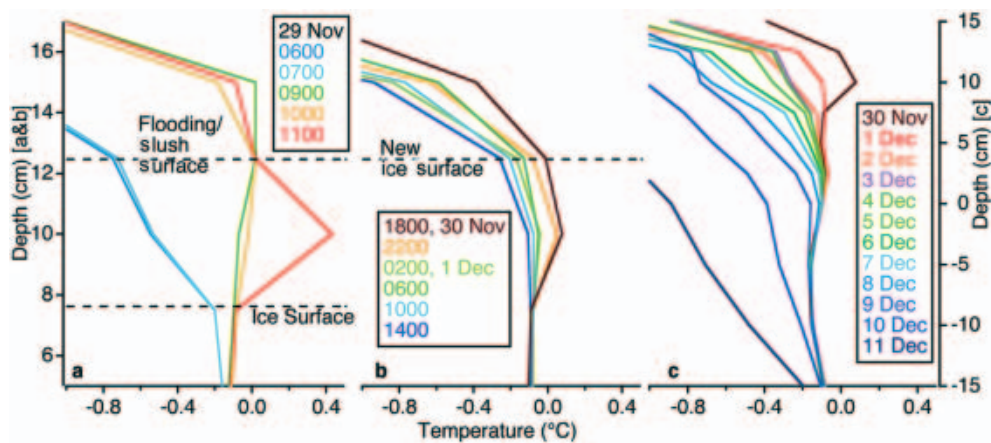 16
14
12
10
8
6
Depth (cm) [a&b]
29 Nov
0600
0700
0900
1000
1100
Flooding/
slush
surface
Ice Surface
a
-0.8
-0.4
0.0
0.4
New
ice surface
1800, 30 Nov
2200
0200, 1 Dec
0600
1000
1400
b
-0.8
-0.4
0.0
0.4
Temperature (°C)
30 Nov
1 Dec
2 Dec
3 Dec
4 Dec
5 Dec
6 Dec
7 Dec
8 Dec
9 Dec
10 Dec
11 Dec
c
-0.8
-0.4
0.0
0.4
15
10
5
0
-5
-10
-15
Depth (cm) [c]